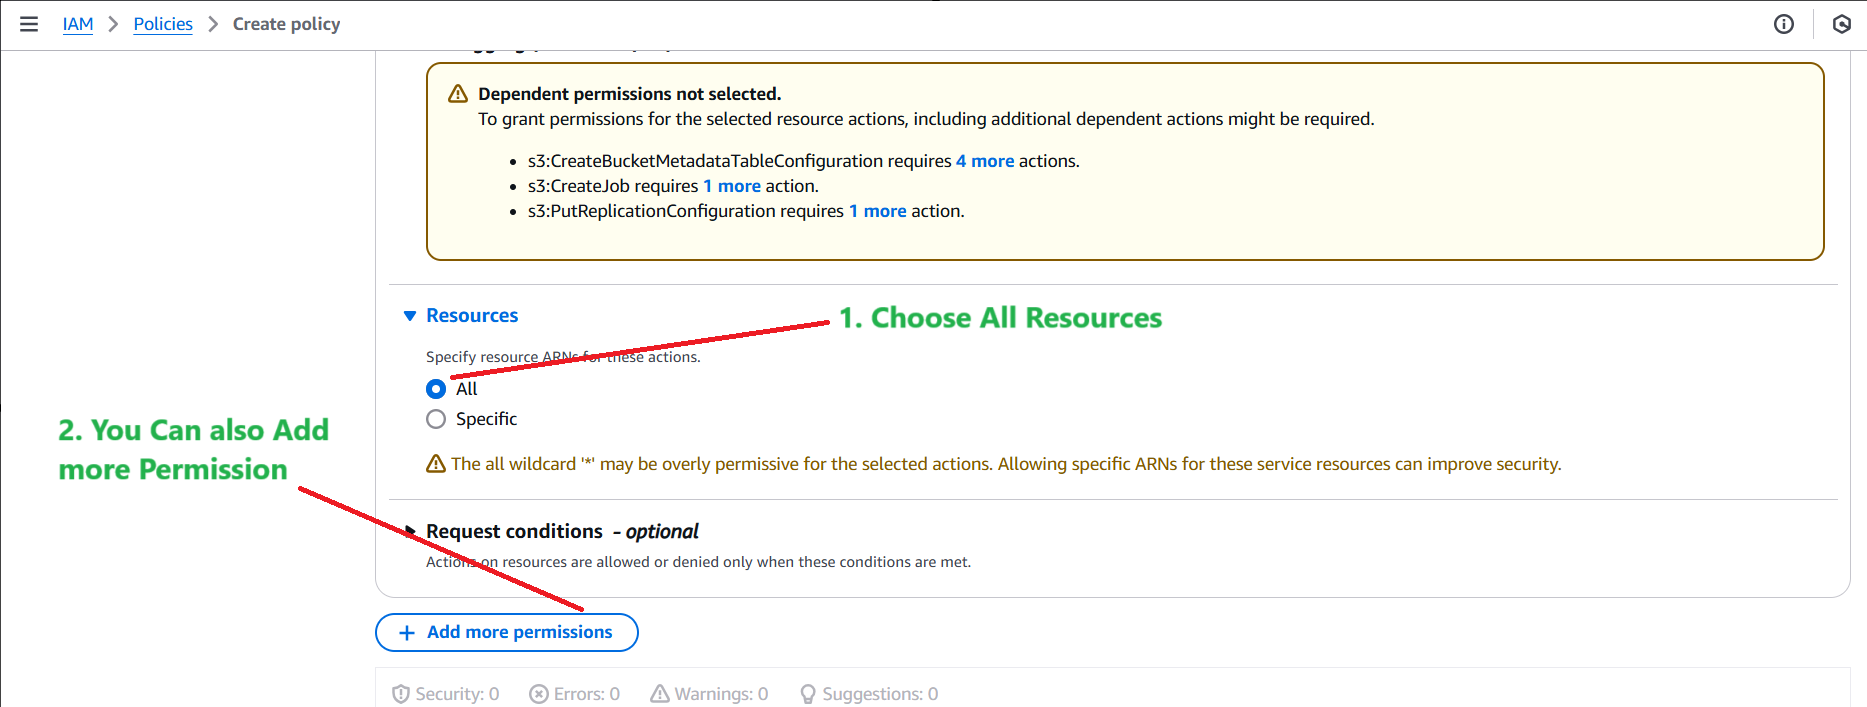 IAM > Policies > Create policy
Dependent permissions not selected.
To grant permissions for the selected resource actions, including additional dependent actions might be required.
• s3:CreateBucketMetadataTableConfiguration requires 4 more actions.
• s3:CreateJob requires 1 more action.
• s3:PutReplicationConfiguration requires 1 more action.
Resources
1. Choose All Resources
Specify resource ARNs for these actions.
All
Specific
2. You Can also Add
more Permission
The all wildcard '*' may be overly permissive for the selected actions. Allowing specific ARNs for these service resources can improve security.
Request conditions - optional
Actions on resources are allowed or denied only when these conditions are met.
+ Add more permissions
Security: 0 Errors: 0 Warnings: 0 Suggestions: 0